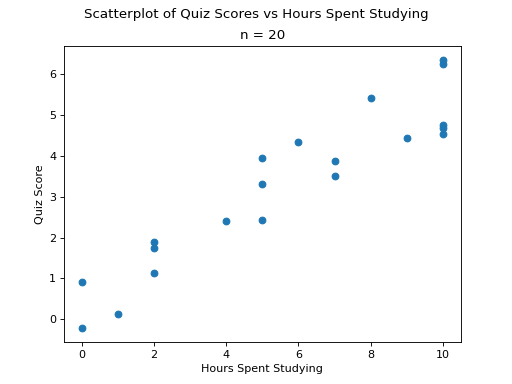 Scatterplot of Quiz Scores vs Hours Spent Studying
n = 20
6
5
4
3
2
1
0
Quiz Score
0 2 4 6 8 10
Hours Spent Studying